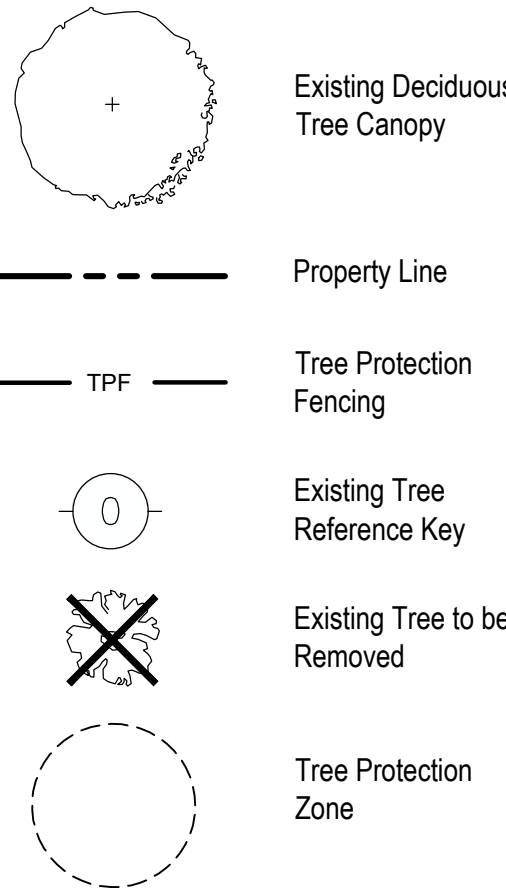 Existing Deciduous
Tree Canopy
Property Line
TPF
Tree Protection
Fencing
0
Existing Tree
Reference Key
Existing Tree to be
Removed
Tree Protection
Zone